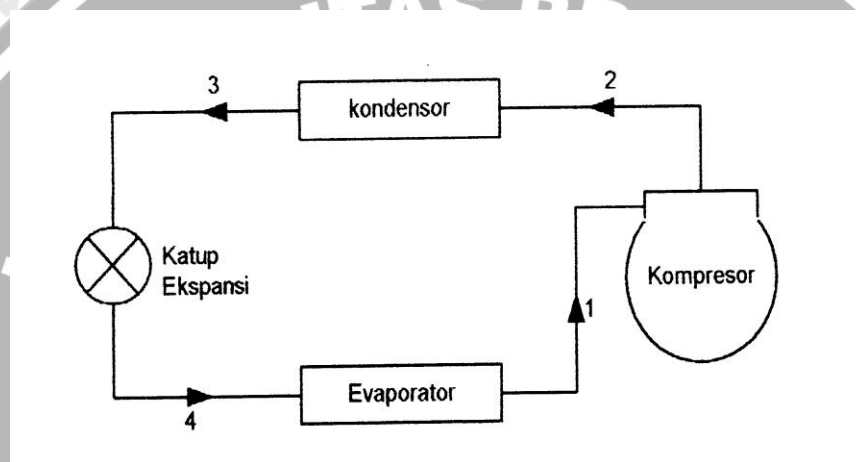 3
2
kondensor
Katup
Ekspansi
Kompresor
1
Evaporator
4